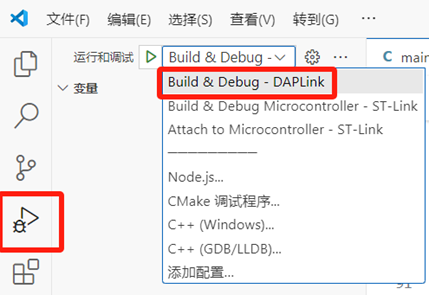 文件(F) 编辑(E) 选择(S) 查看(V) 转到(G) ···
运行和调试 Build & Debug - ···
C main
变量
Build & Debug - DAPLink
Build & Debug Microcontroller - ST-Link
Attach to Microcontroller - ST-Link
—————————
Node.js...
CMake 调试程序...
C++ (Windows)...
C++ (GDB/LLDB)...
添加配置...
91